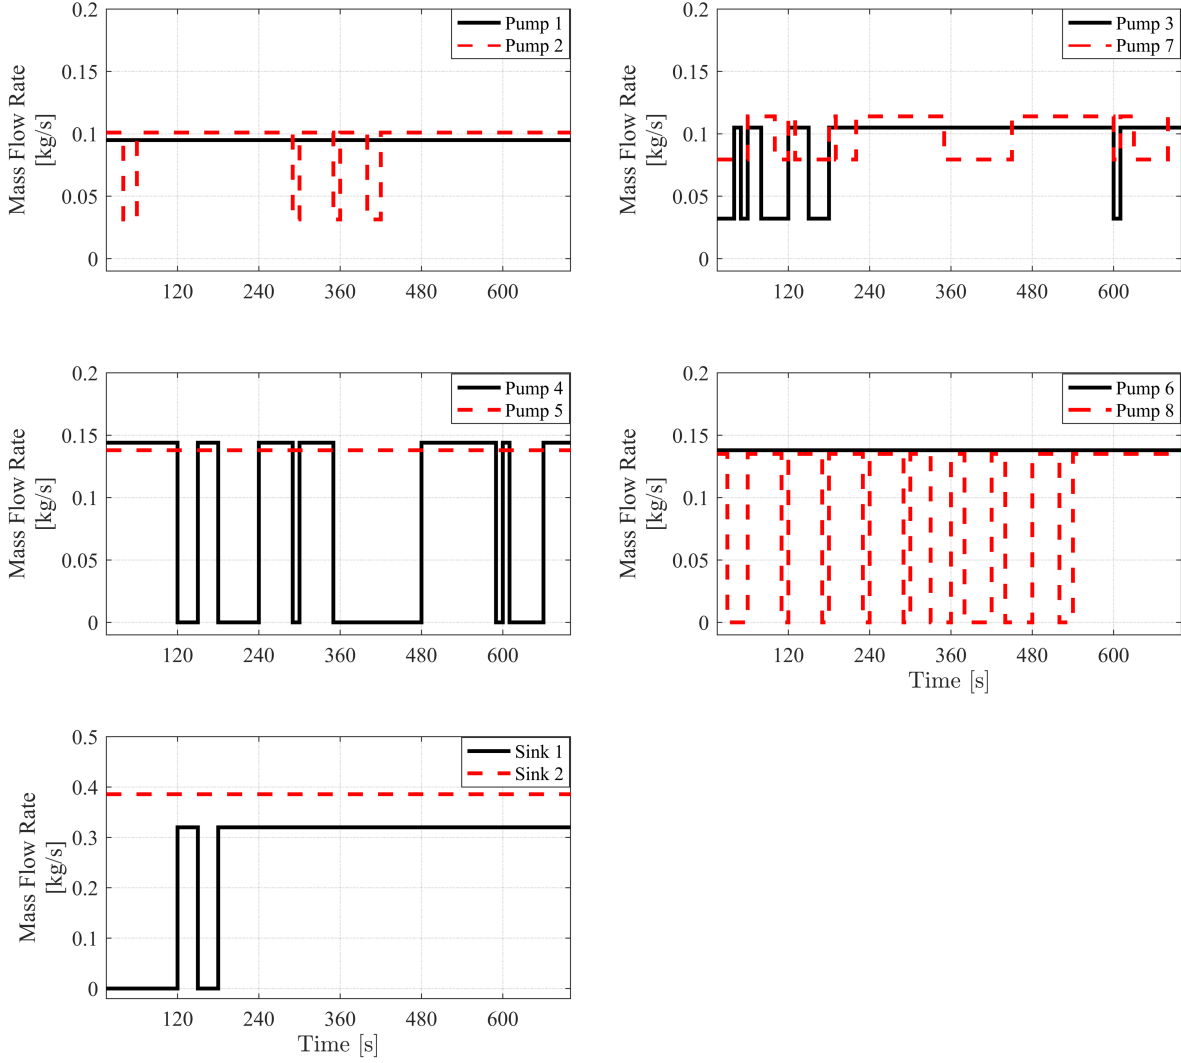 0.2
0.15
0.1
0.05
0
Mass Flow Rate
[kg/s]
Pump 1
Pump 2
120 240 360 480 600
0.2
0.15
0.1
0.05
0
Mass Flow Rate
[kg/s]
Pump 3
Pump 7
120 240 360 480 600
0.2
0.15
0.1
0.05
0
Mass Flow Rate
[kg/s]
Pump 4
Pump 5
120 240 360 480 600
0.2
0.15
0.1
0.05
0
Mass Flow Rate
[kg/s]
Pump 6
Pump 8
120 240 360 480 600
Time [s]
0.5
0.4
0.3
0.2
0.1
0
Mass Flow Rate
[kg/s]
Sink 1
Sink 2
120 240 360 480 600
Time [s]